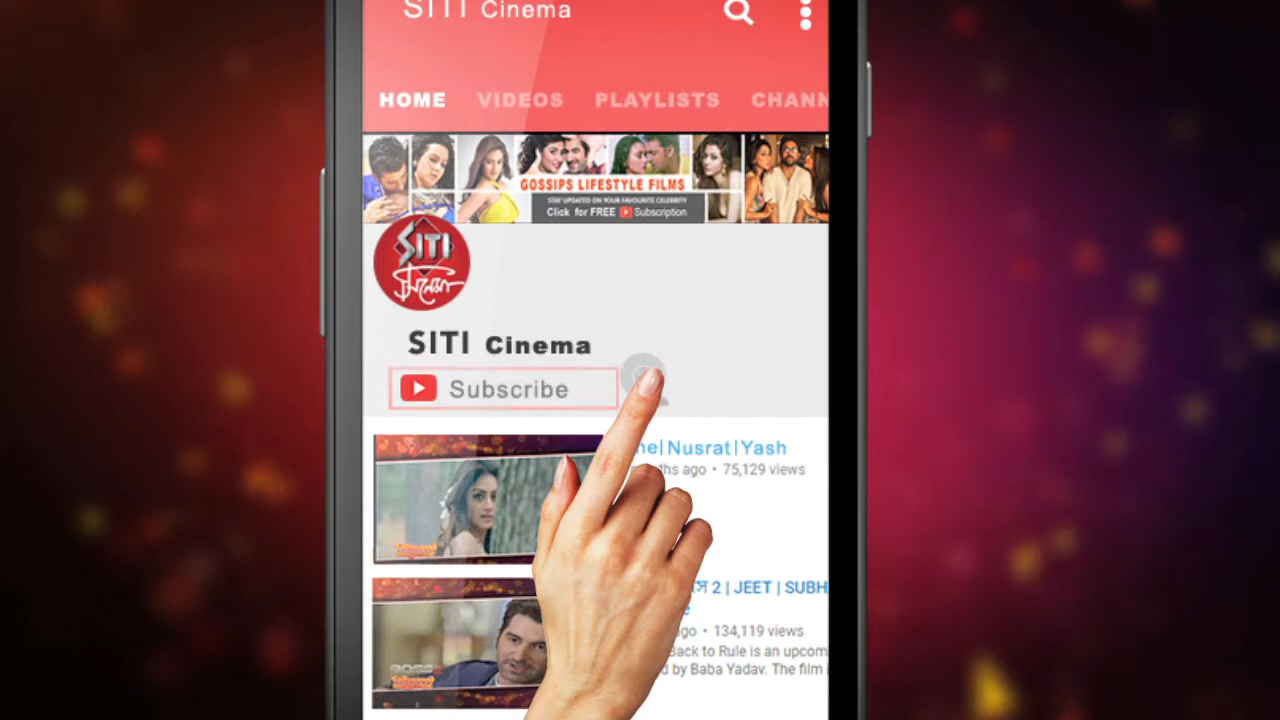 SITI Cinema
HOME VIDEOS PLAYLISTS CHANN
GOSSIPS LIFESTYLE FILMS
STAY UPDATED ON YOUR FAVOURITE CELEBRITY
Click for FREE Subscription
SITI
সিনেমা
SITI Cinema
Subscribe
ne|Nusrat|Yash
ths ago • 75,129 views
2 | JEET | SUBH
e
ago • 134,119 views
Back to Rule is an upcom
d by Baba Yadav. The film i
BOSS